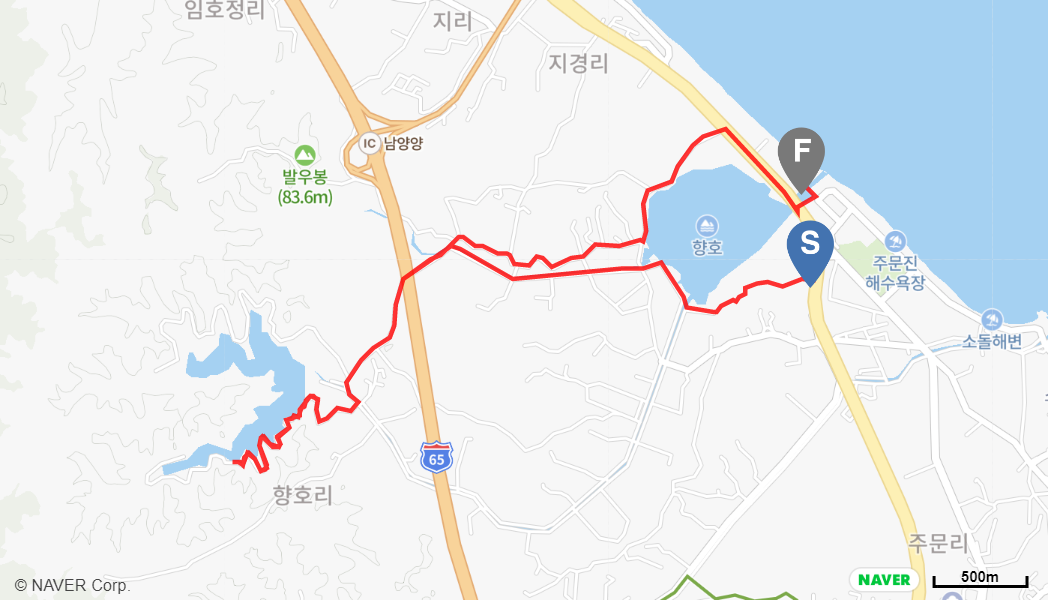 임호정리
지리
지경리
IC 남양양
발우봉
(83.6m)
F
S
향호
주문진
해수욕장
소돌해변
65
향호리
주문리
© NAVER Corp.
NAVER
500m